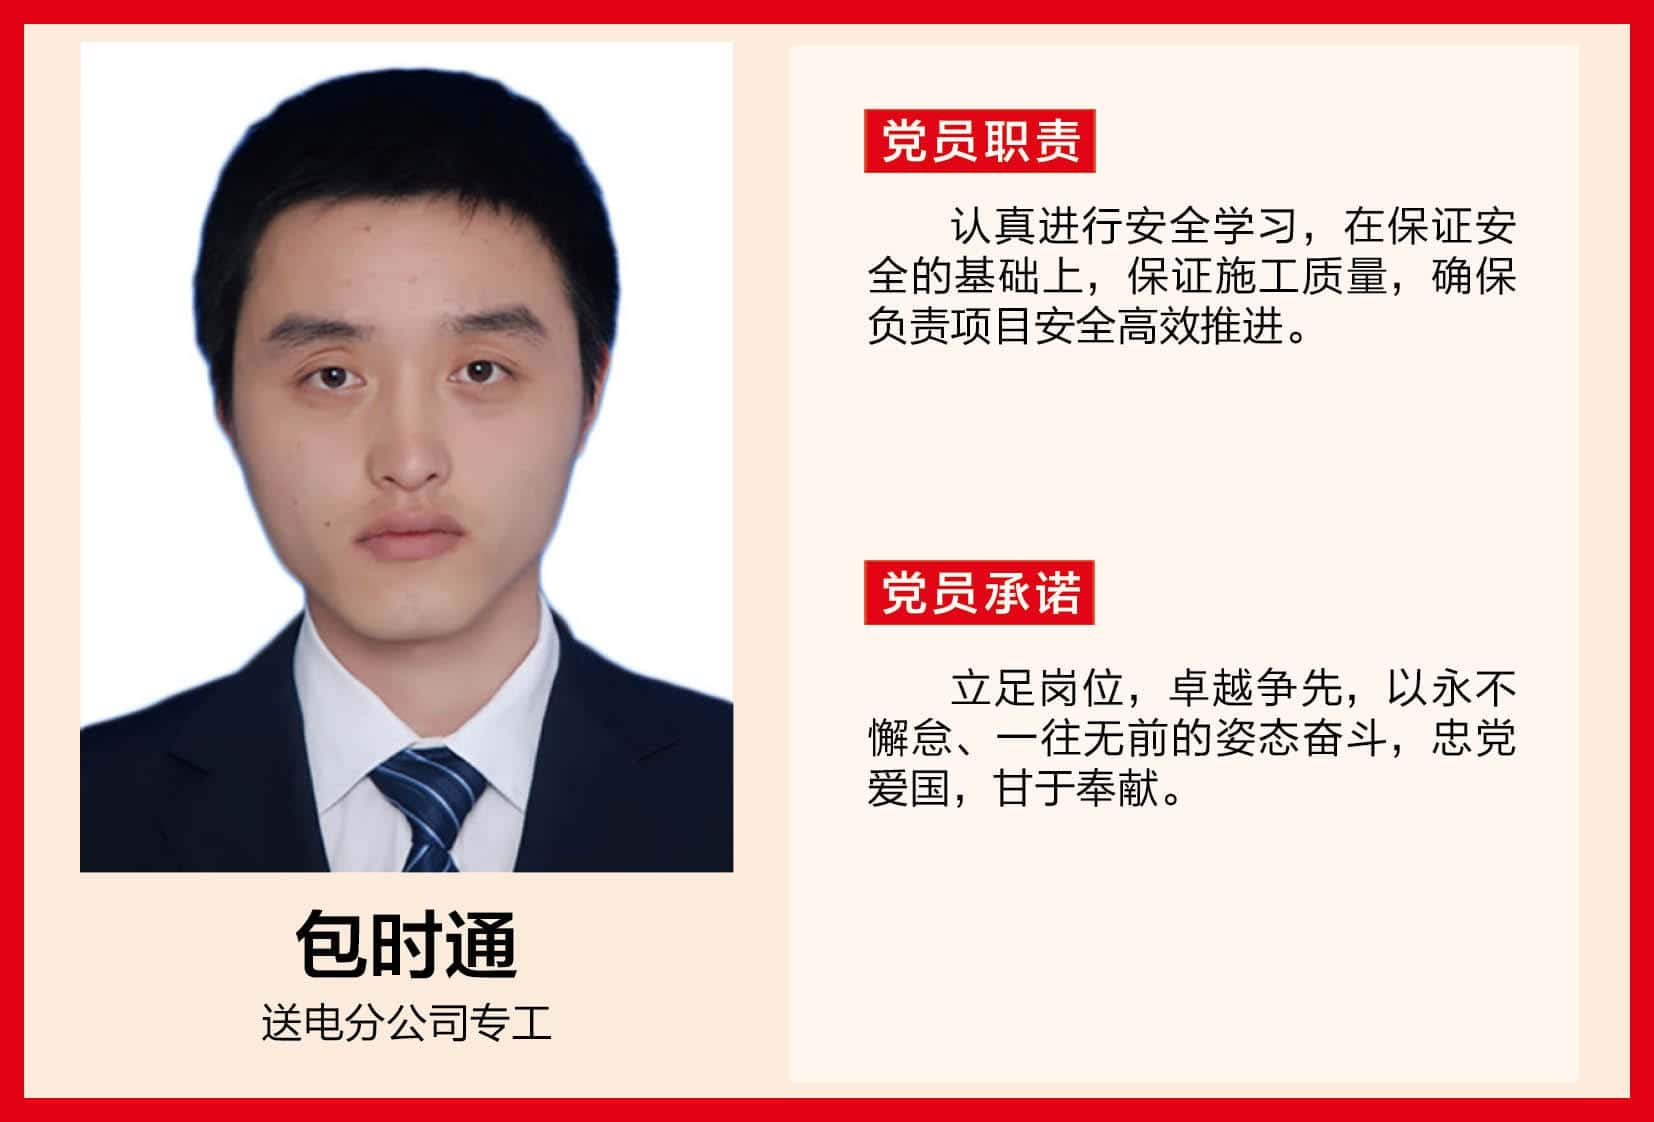 党员职责
认真进行安全学习，在保证安
全的基础上，保证施工质量，确保
负责项目安全高效推进。
党员承诺
立足岗位，卓越争先，以永不
懈怠、一往无前的姿态奋斗，忠党
爱国，甘于奉献。
包时通
送电分公司专工